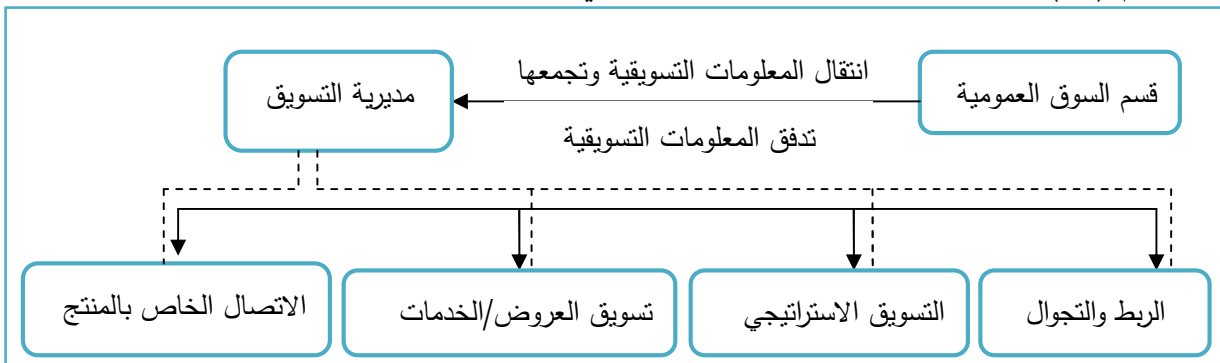 انتقال المعلومات التسويقية وتجمعها
قسم السوق العمومية
مديرية التسويق
تدفق المعلومات التسويقية
الربط والتجوال
التسويق الاستراتيجي
تسويق العروض/الخدمات
الاتصال الخاص بالمنتج